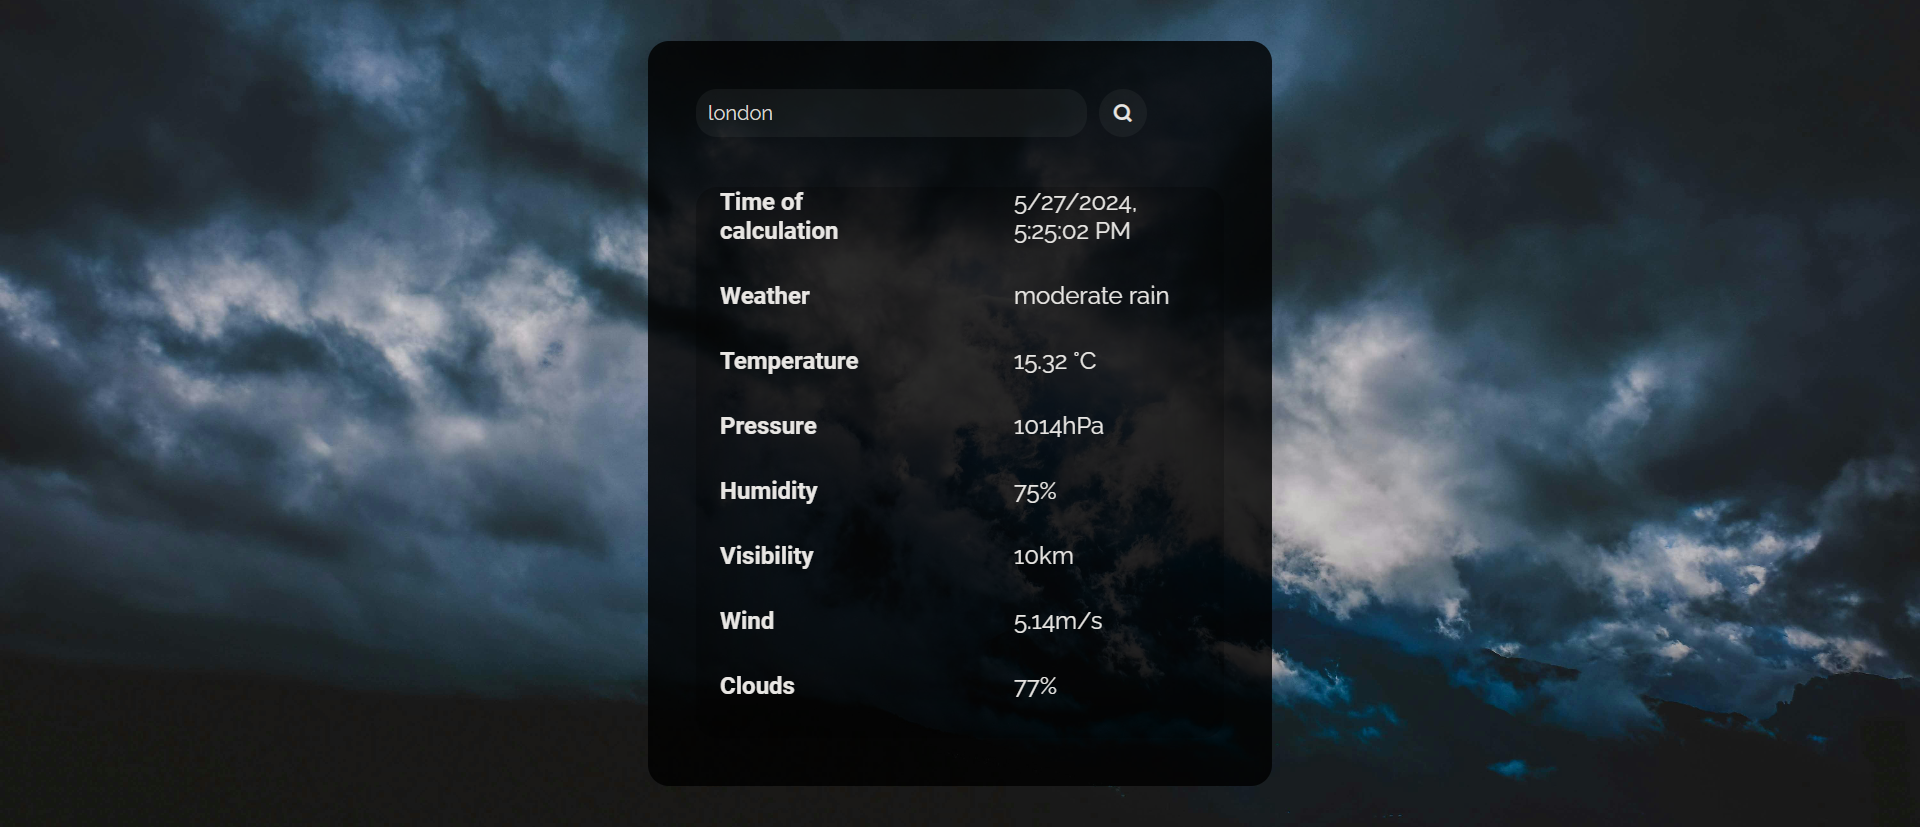 london
Time of calculation 5/27/2024, 5:25:02 PM
Weather moderate rain
Temperature 15.32 °C
Pressure 1014hPa
Humidity 75%
Visibility 10km
Wind 5.14m/s
Clouds 77%